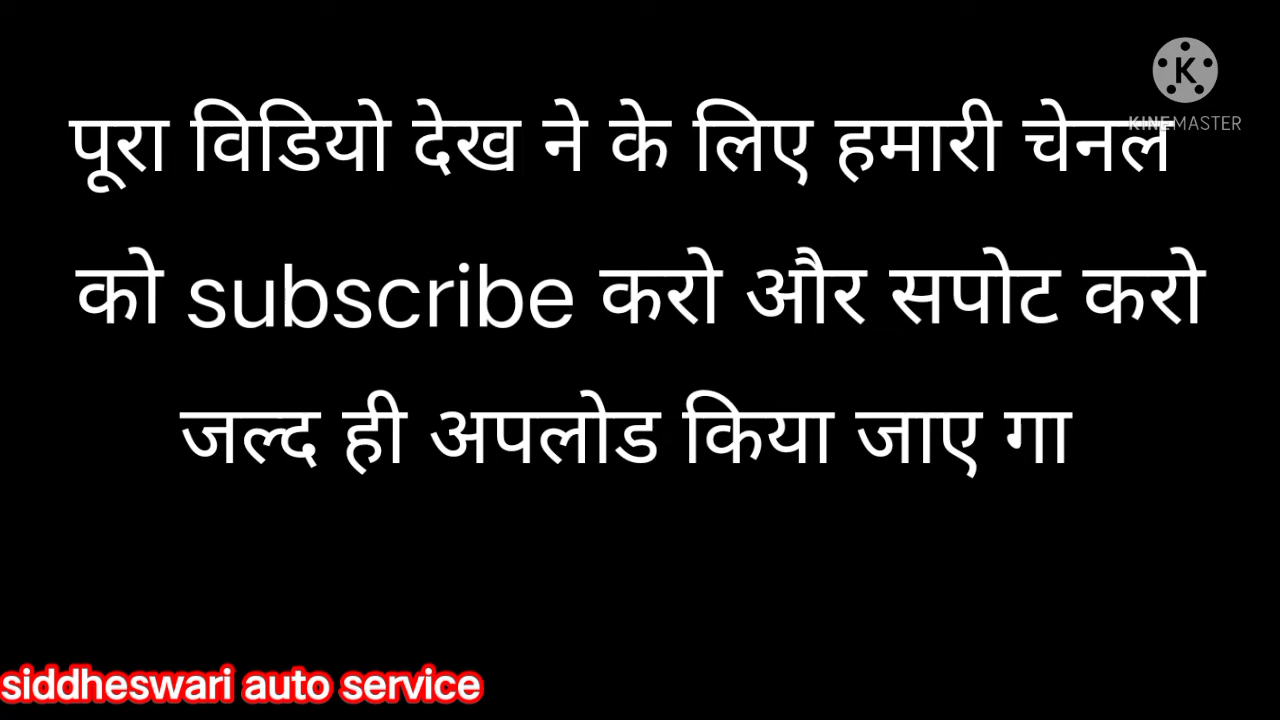 पूरा विडियो देख ने के लिए हमारी चेनल
को subscribe करो और सपोट करो
जल्द ही अपलोड किया जाए गा
K
KINEMASTER
siddheswari auto service